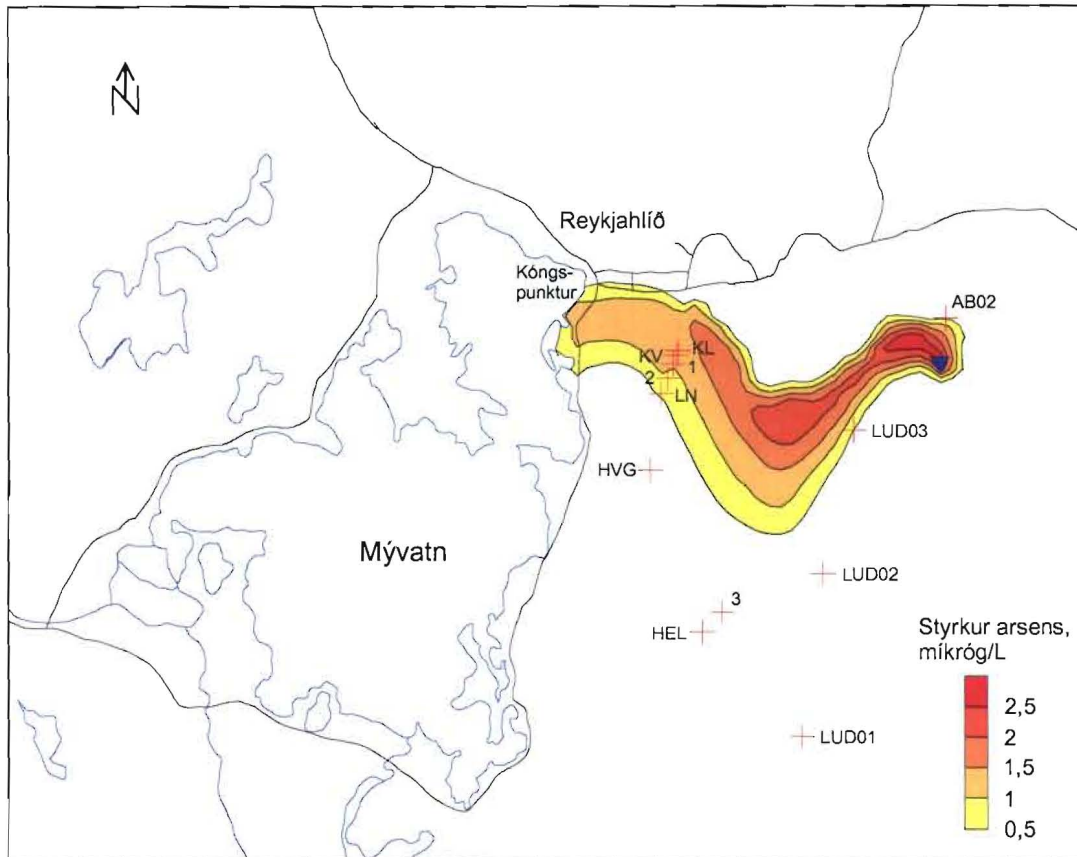 N
Reykjahlíð
Kóngs-
punktur
AB02
KL
KV
1
2
LN
LUD03
HVG
Mývatn
LUD02
3
HEL
LUD01
Styrkur arsens,
míkróg/L
2,5
2
1,5
1
0,5